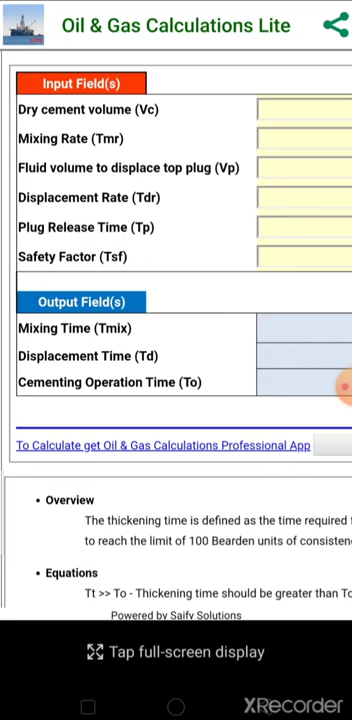 Oil & Gas Calculations Lite
Input Field(s)
Dry cement volume (Vc)
Mixing Rate (Tmr)
Fluid volume to displace top plug (Vp)
Displacement Rate (Tdr)
Plug Release Time (Tp)
Safety Factor (Tsf)
Output Field(s)
Mixing Time (Tmix)
Displacement Time (Td)
Cementing Operation Time (To)
To Calculate get Oil & Gas Calculations Professional App
• Overview
The thickening time is defined as the time required
to reach the limit of 100 Bearden units of
• Equations
Tt >> To - Thickening time should be greater than
Powered by Saify Solutions
Tap full-screen display
XRecorder